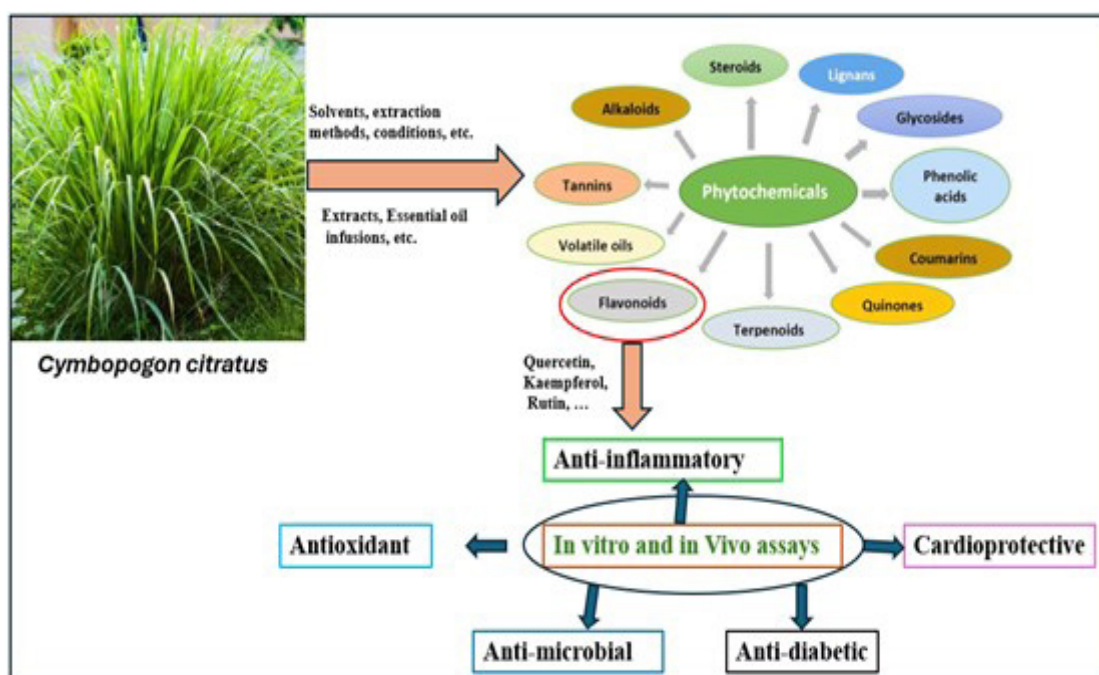 Solvents, extraction
methods, conditions, etc.
Extracts, Essential oil
infusions, etc.
Cymbopogon citratus
Steroids
Lignans
Alkaloids
Glycosides
Tannins
Phytochemicals
Phenolic
acids
Volatile oils
Coumarins
Flavonoids
Quinones
Terpenoids
Quercetin,
Kaempferol,
Rutin, ...
Anti-inflammatory
Antioxidant
In vitro and in Vivo assays
Cardioprotective
Anti-microbial
Anti-diabetic